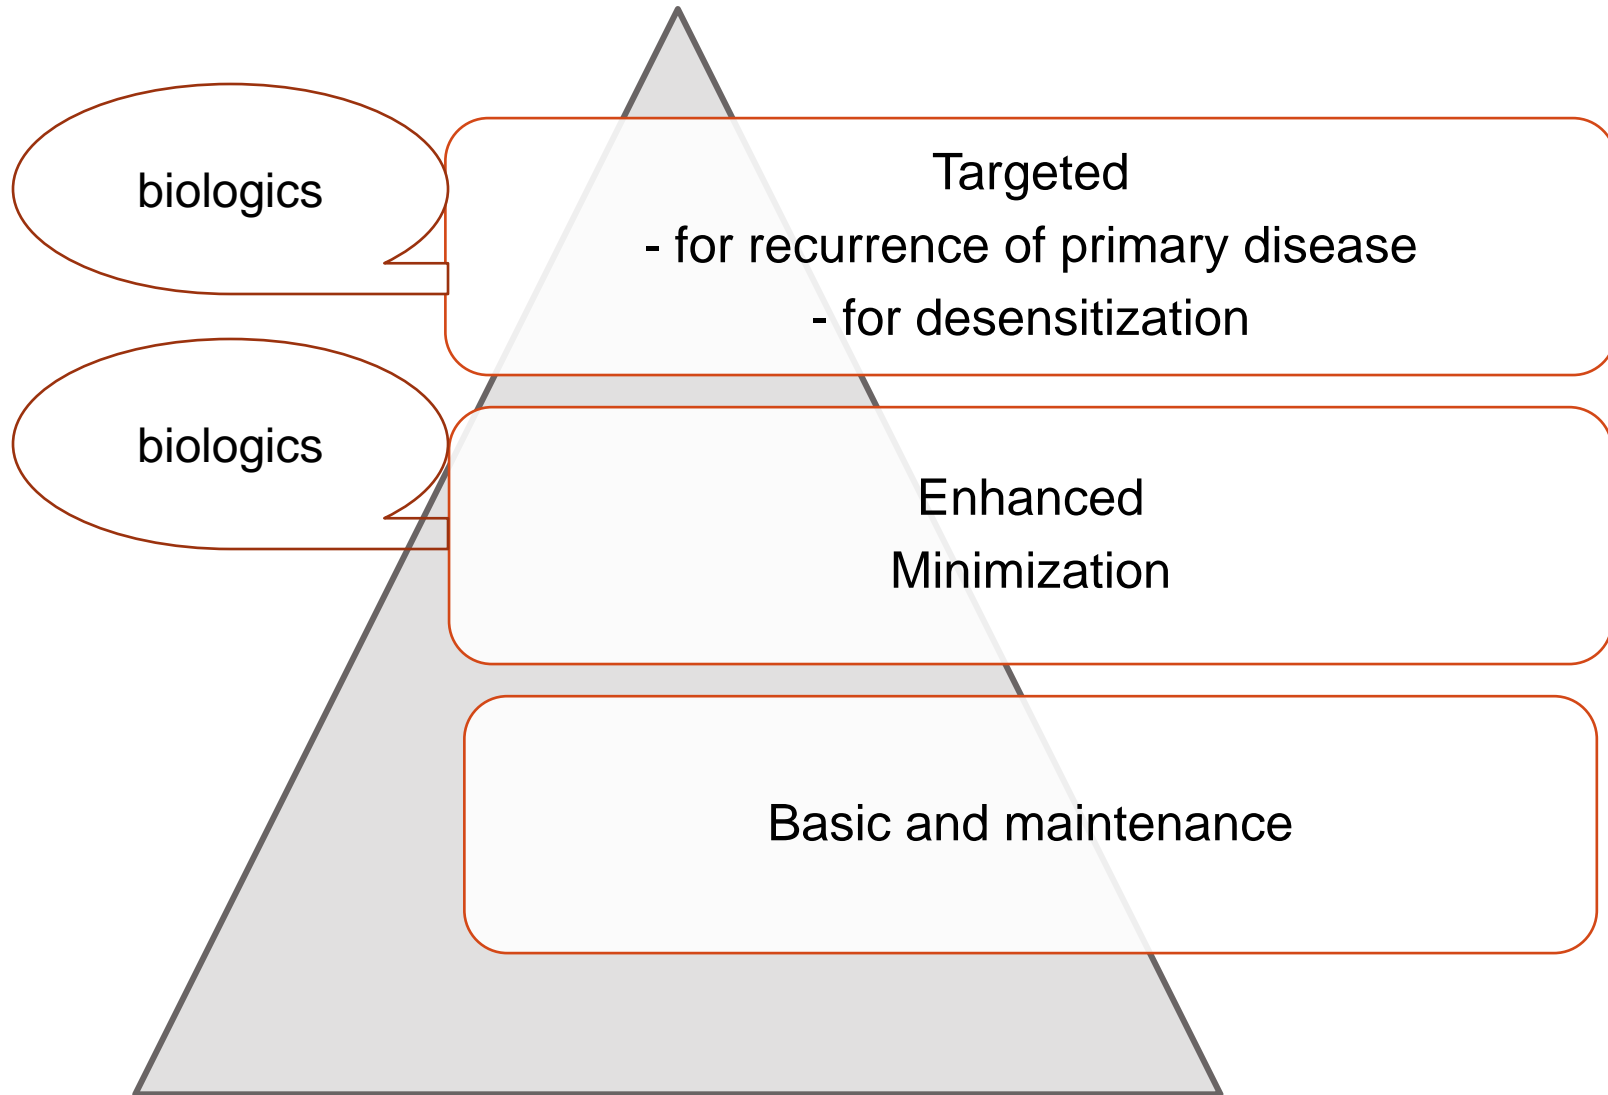 biologics
Targeted
- for recurrence of primary disease
- for desensitization
biologics
Enhanced
Minimization
Basic and maintenance